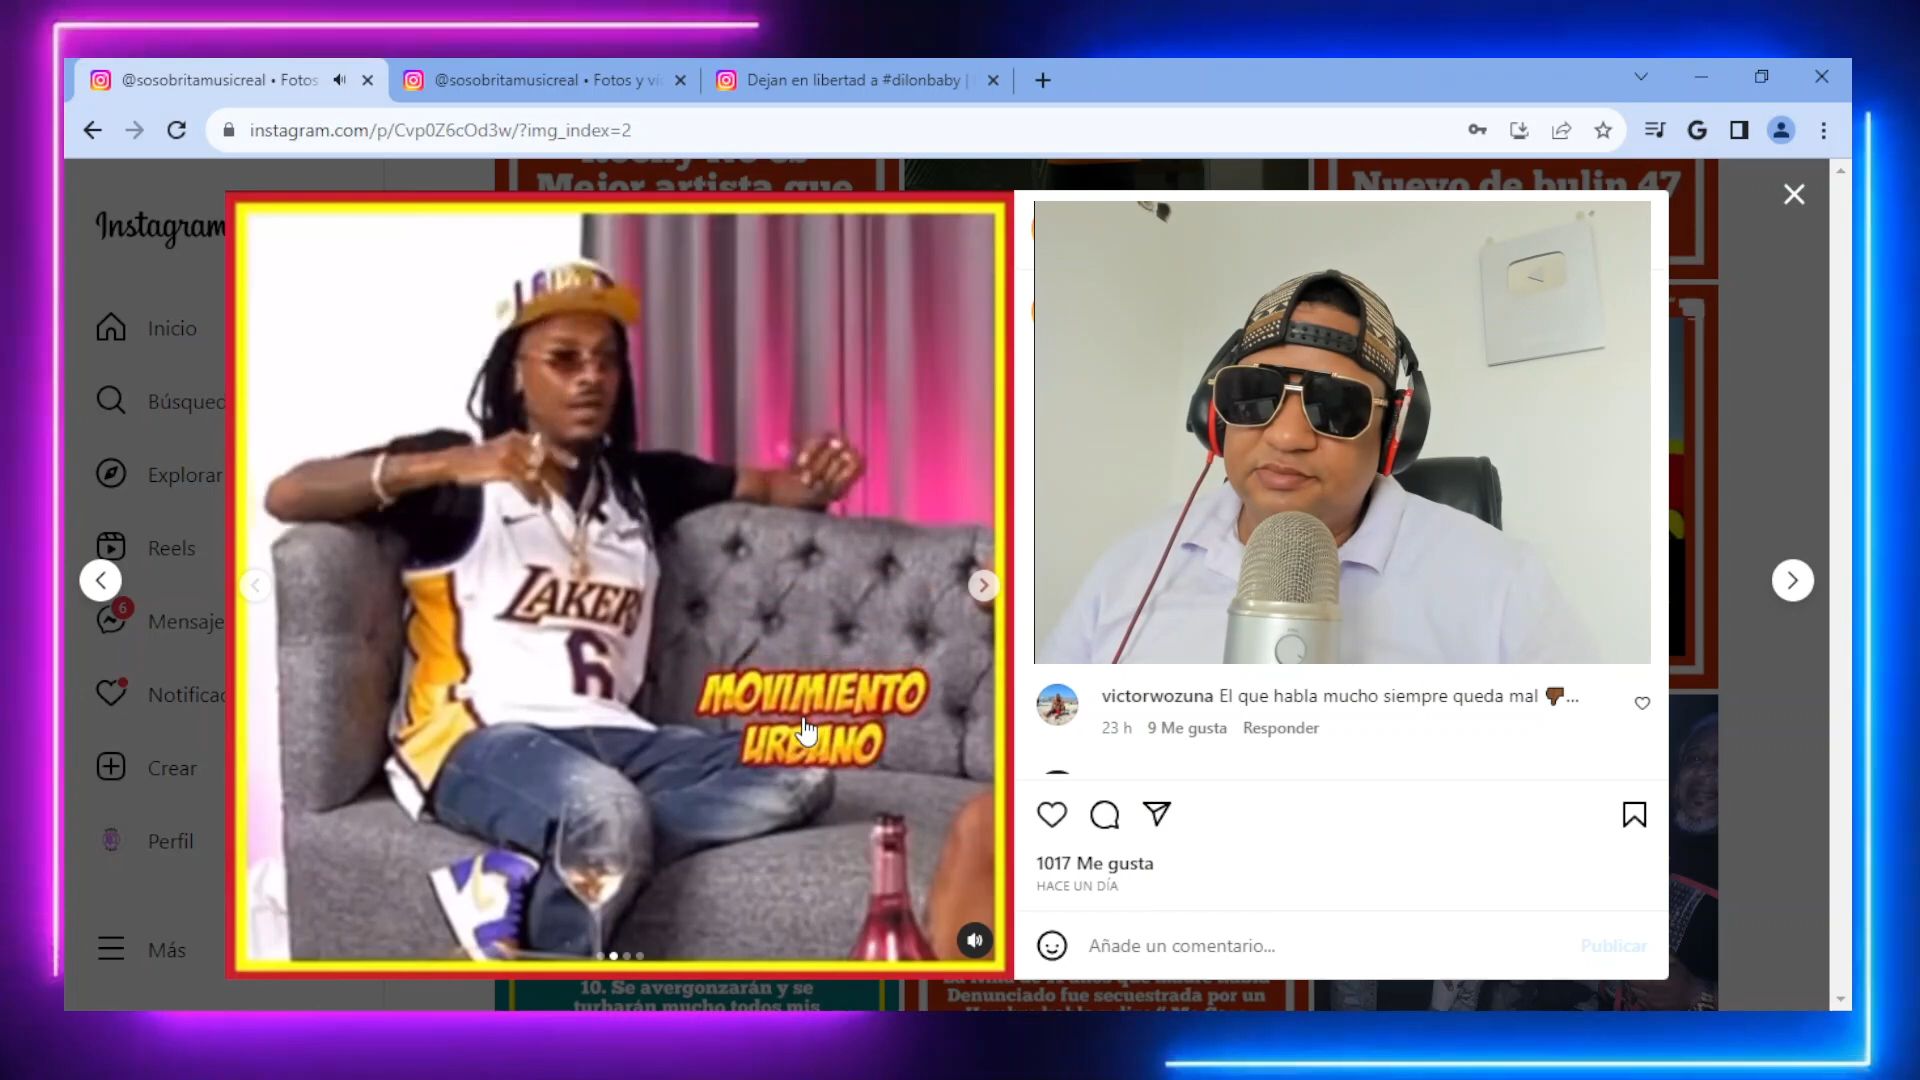 @sosobritamusicreal • Fotos
@sosobritamusicreal • Fotos y ví
Dejan en libertad a #dilonbaby |
instagram.com/p/Cvp0Z6cOd3w/?img_index=2
Mejor artista que
Nuevo de bulin 47
Instagram
Inicio
Búsqued
Explorar
Reels
6
Mensaje
Notificac
Crear
Perfil
Más
LAKERS
6
MOVIMIENTO
URBANO
victorwozuna El que habla mucho siempre queda mal 👎🏾...
23 h 9 Me gusta Responder
1017 Me gusta
HACE UN DÍA
Añade un comentario...
Publicar
10. Se avergonzarán y se
turbarán mucho todos mis
Denunciado fue secuestrada por un